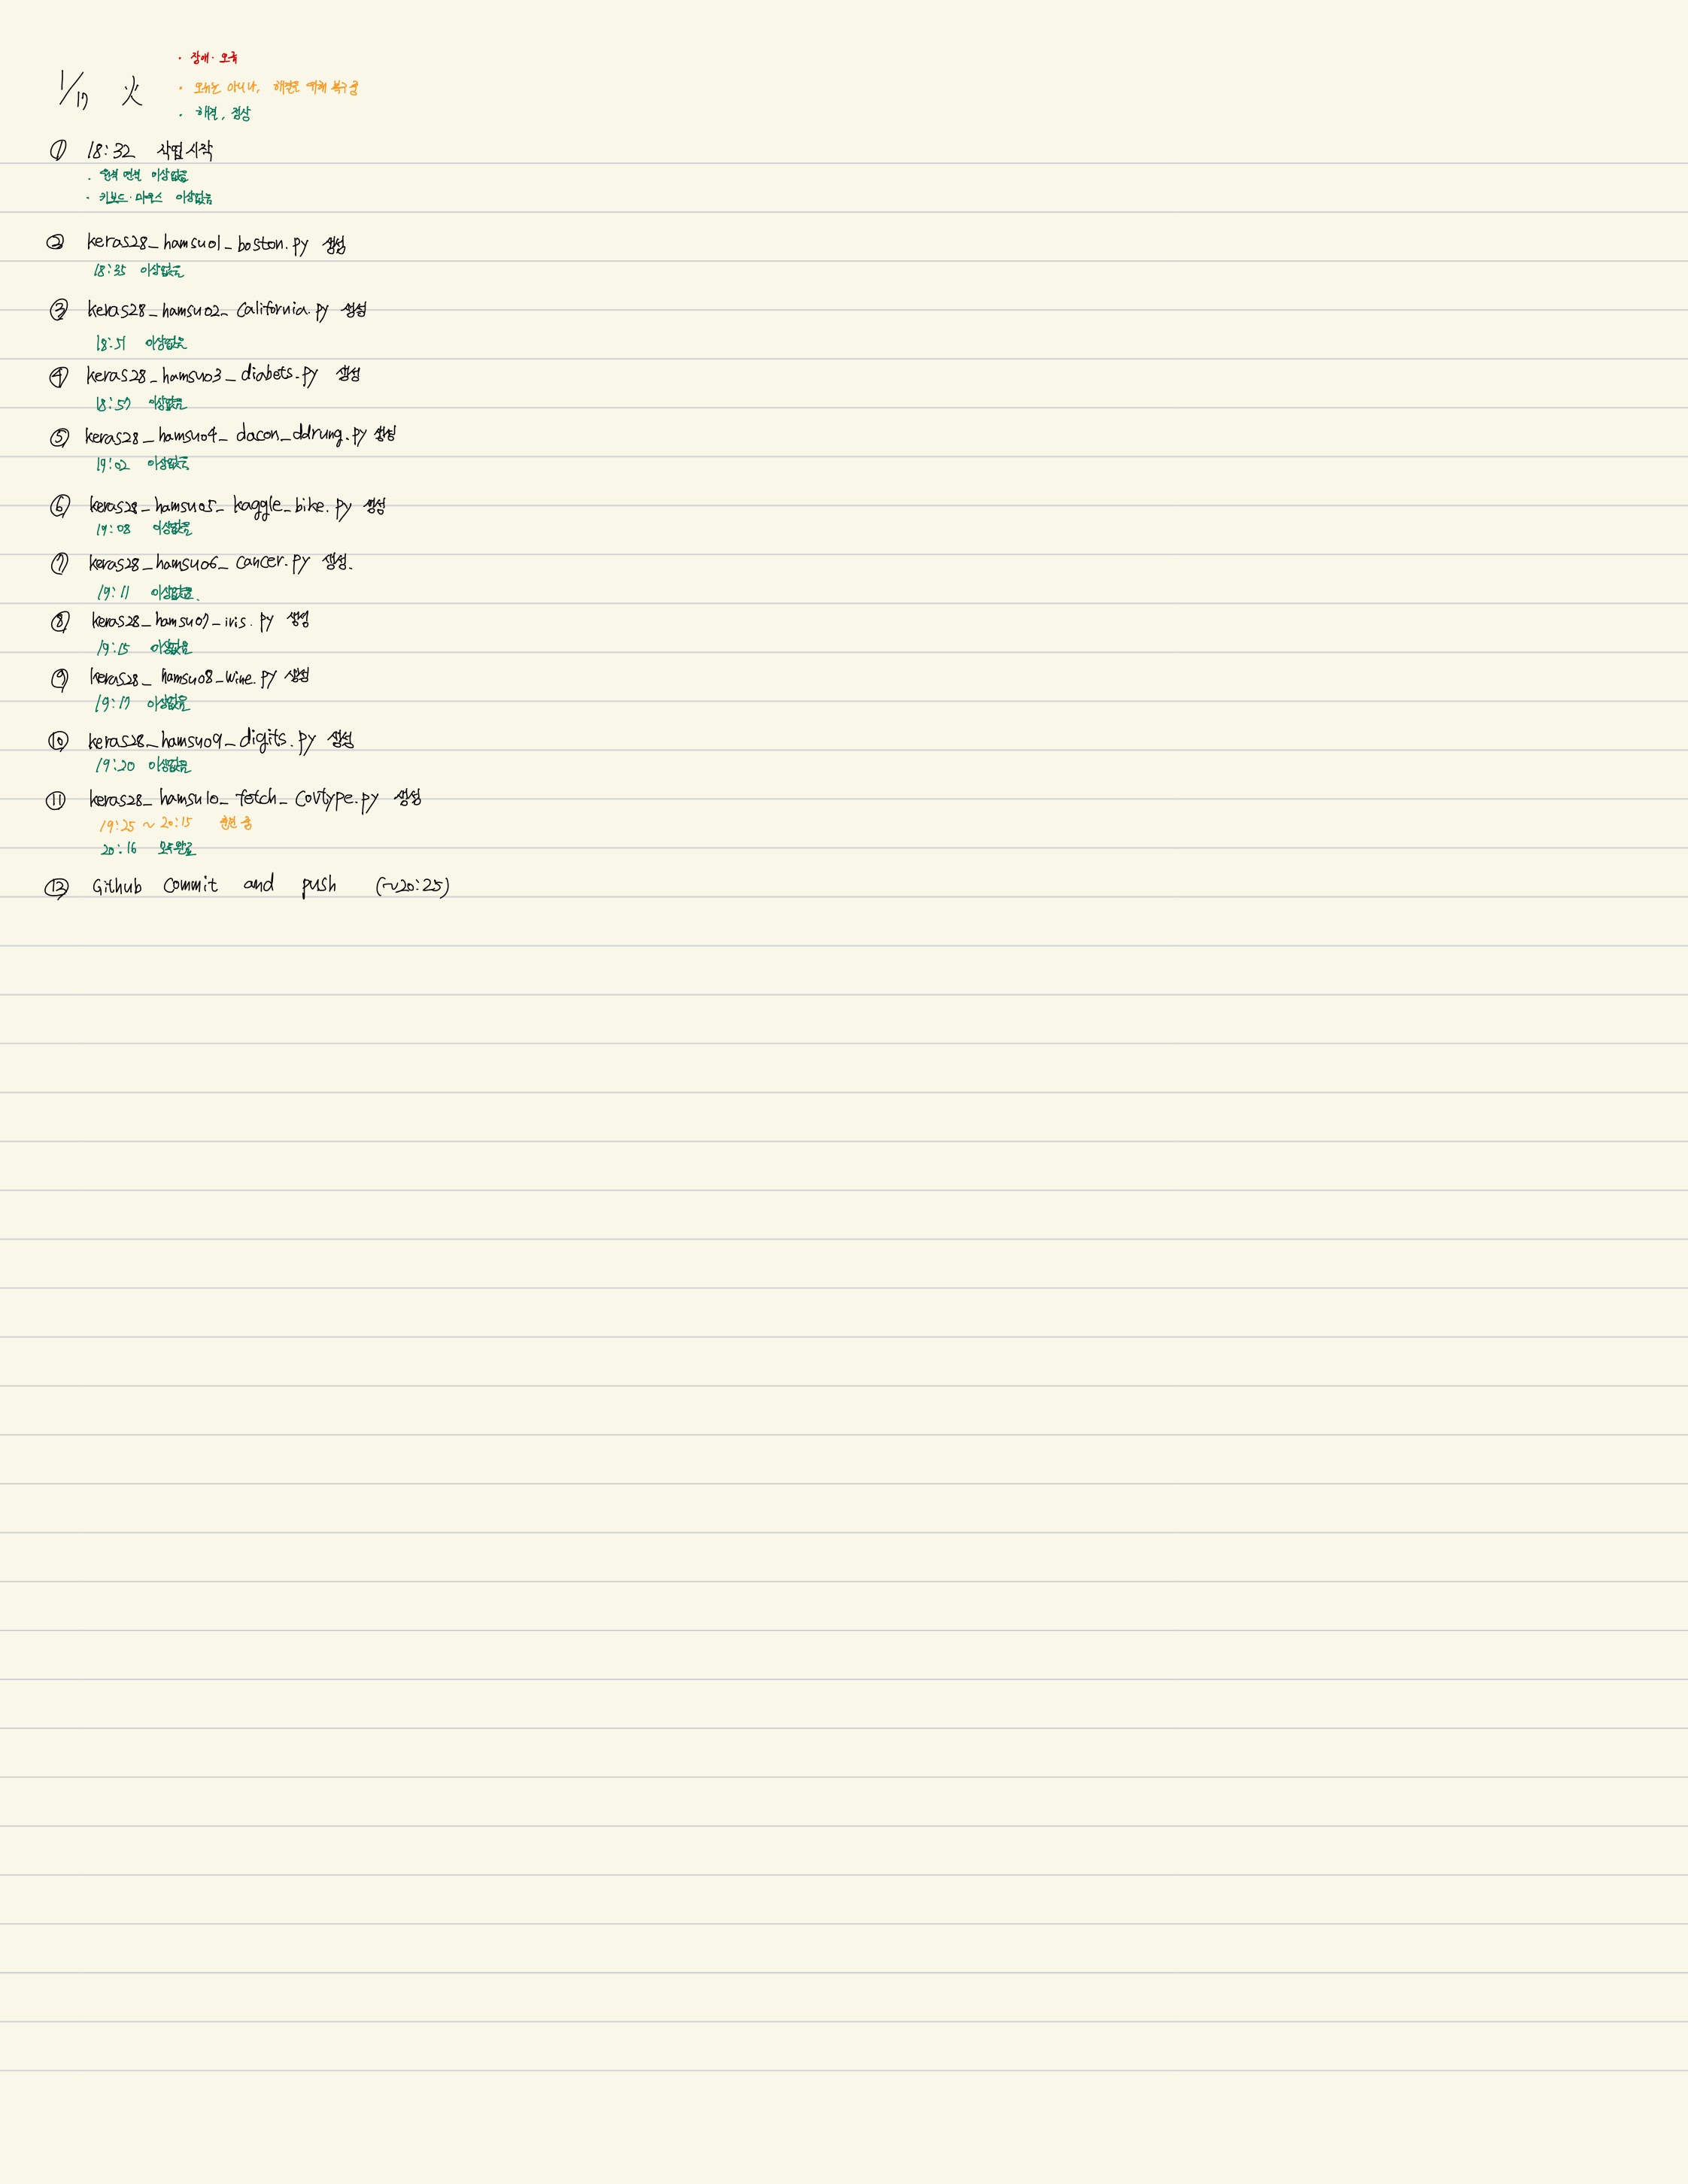 1/17 火
· 장애·오류
· 오류는 아니나, 해결로 위해 복구중
· 해결, 정상
① 18:32 작업시작
· 원격 연결 이상없음
· 키보드·마우스 이상없음
② keras28_hamsu01_boston.py 생성
18:35 이상없음
③ keras28_hamsu02_california.py 생성
18:51 이상없음
④ keras28_hamsu03_diabets.py 생성
18:57 이상없음
⑤ keras28_hamsu04_dacon_ddrung.py 생성
19:02 이상없음
⑥ keras28_hamsu05_kaggle_bike.py 생성
19:08 이상없음
⑦ keras28_hamsu06_cancer.py 생성.
19:11 이상없음.
⑧ keras28_hamsu07_iris.py 생성
19:15 이상없음
⑨ keras28_hamsu08_wine.py 생성
19:17 이상없음
⑩ keras28_hamsu09_digits.py 생성
19:20 이상없음
⑪ keras28_hamsu10_fetch_covtype.py 생성
19:25 ~ 20:15 훈련 중
20:16 모두완료
⑫ Github Commit and push (~20:25)